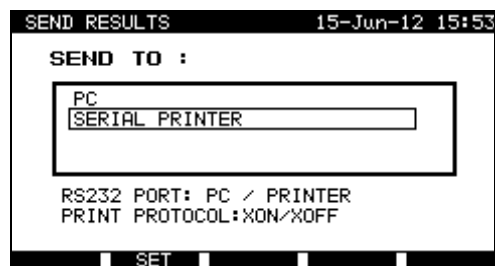 SEND RESULTS 15-Jun-12 15:53
SEND TO :
PC
SERIAL PRINTER
RS232 PORT: PC / PRINTER
PRINT PROTOCOL:XON/XOFF
SET